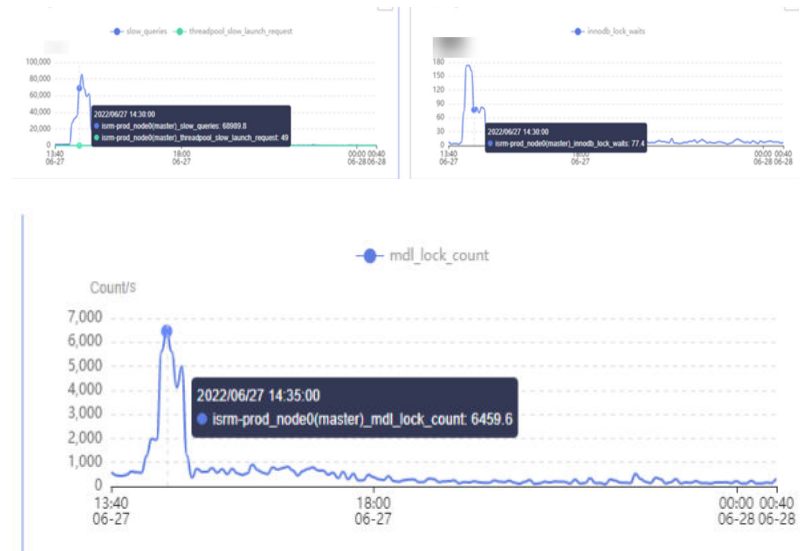 slow_queries threadpool_slow_launch_request
100,000
80,000
60,000
40,000
20,000
0
2022/06/27 14:30:00
isrm-prod_node0(master)_slow_queries: 68989.8
isrm-prod_node0(master)_threadpool_slow_launch_request: 49
13:40 18:00 00:00 00:40
06-27 06-27 06-28 06-28
innodb_lock_waits
180
150
120
90
60
30
0
2022/06/27 14:30:00
isrm-prod_node0(master)_innodb_lock_waits: 77.4
13:40 18:00 00:00 00:40
06-27 06-27 06-28 06-28
mdl_lock_count
Count/s
7,000
6,000
5,000
4,000
3,000
2,000
1,000
0
2022/06/27 14:35:00
isrm-prod_node0(master)_mdl_lock_count: 6459.6
13:40 18:00 00:00 00:40
06-27 06-27 06-28 06-28